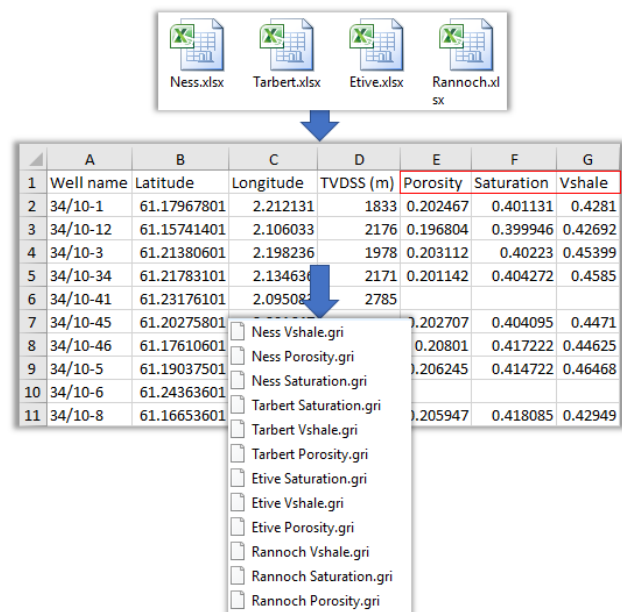 Ness.xlsx Tarbert.xlsx Etive.xlsx Rannoch.xl
sx
A B C D E F G
1 Well name Latitude Longitude TVDSS (m) Porosity Saturation Vshale
2 34/10-1 61.17967801 2.212131 1833 0.202467 0.401131 0.4281
3 34/10-12 61.15741401 2.106033 2176 0.196804 0.399946 0.42692
4 34/10-3 61.21380601 2.198236 1978 0.203112 0.40223 0.45399
5 34/10-34 61.21783101 2.134636 2171 0.201142 0.404272 0.4585
6 34/10-41 61.23176101 2785
7 34/10-45 61.20275801 0.404095 0.4471
8 34/10-46 61.17610601 0.20801 0.417222 0.44625
9 34/10-5 61.19037501 0.414722 0.46468
10 34/10-6 61.24363601
11 34/10-8 61.16653601 0.418085 0.42949
Ness Vshale.gri
Ness Porosity.gri
Ness Saturation.gri
Tarbert Saturation.gri
Tarbert Vshale.gri
Tarbert Porosity.gri
Etive Saturation.gri
Etive Vshale.gri
Etive Porosity.gri
Rannoch Vshale.gri
Rannoch Saturation.gri
Rannoch Porosity.gri